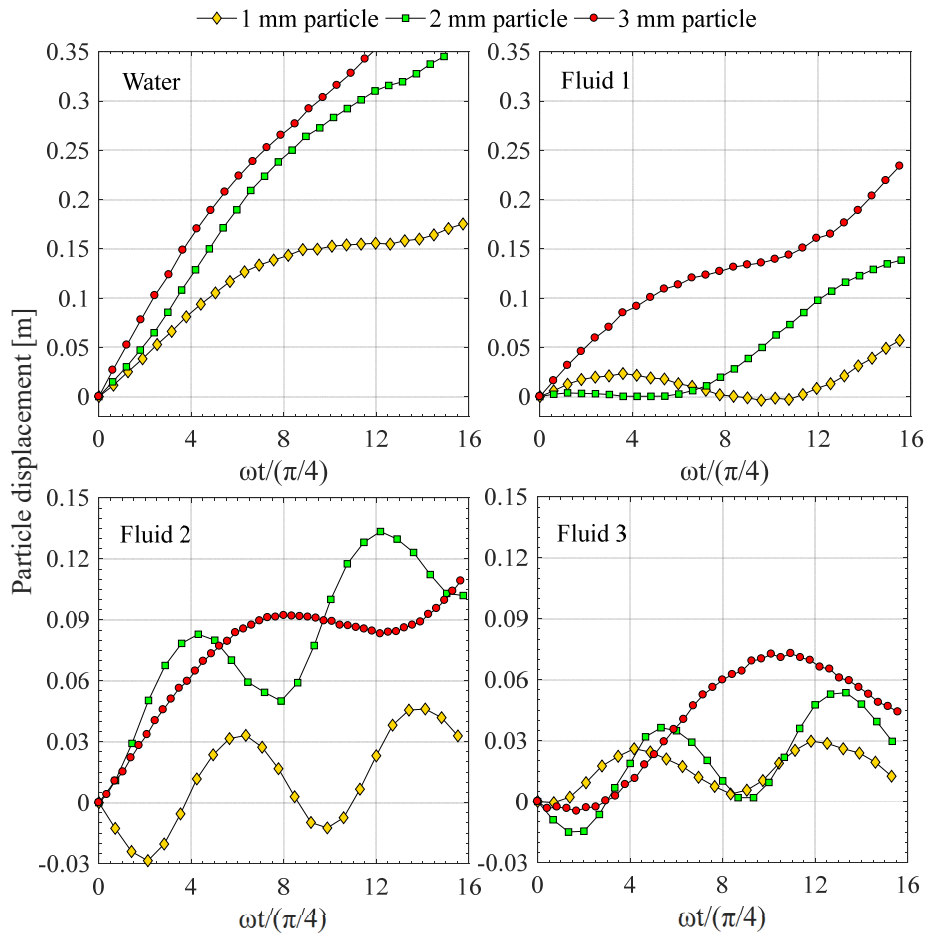 1 mm particle 2 mm particle 3 mm particle
Particle displacement [m]
Water
0.35
0.3
0.25
0.2
0.15
0.1
0.05
0
0 4 8 12 16
ωt/(π/4)
Fluid 1
0.35
0.3
0.25
0.2
0.15
0.1
0.05
0
0 4 8 12 16
ωt/(π/4)
Fluid 2
0.15
0.12
0.09
0.06
0.03
0
-0.03
0 4 8 12 16
ωt/(π/4)
Fluid 3
0.15
0.12
0.09
0.06
0.03
0
-0.03
0 4 8 12 16
ωt/(π/4)